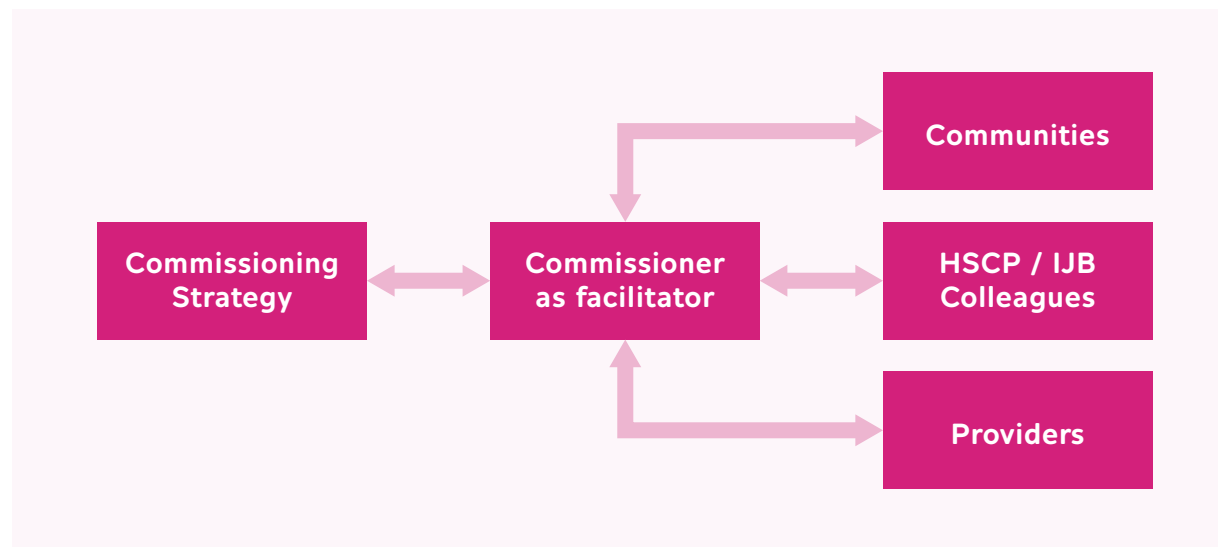 Commissioning
Strategy
Commissioner
as facilitator
Communities
HSCP / IJB
Colleagues
Providers